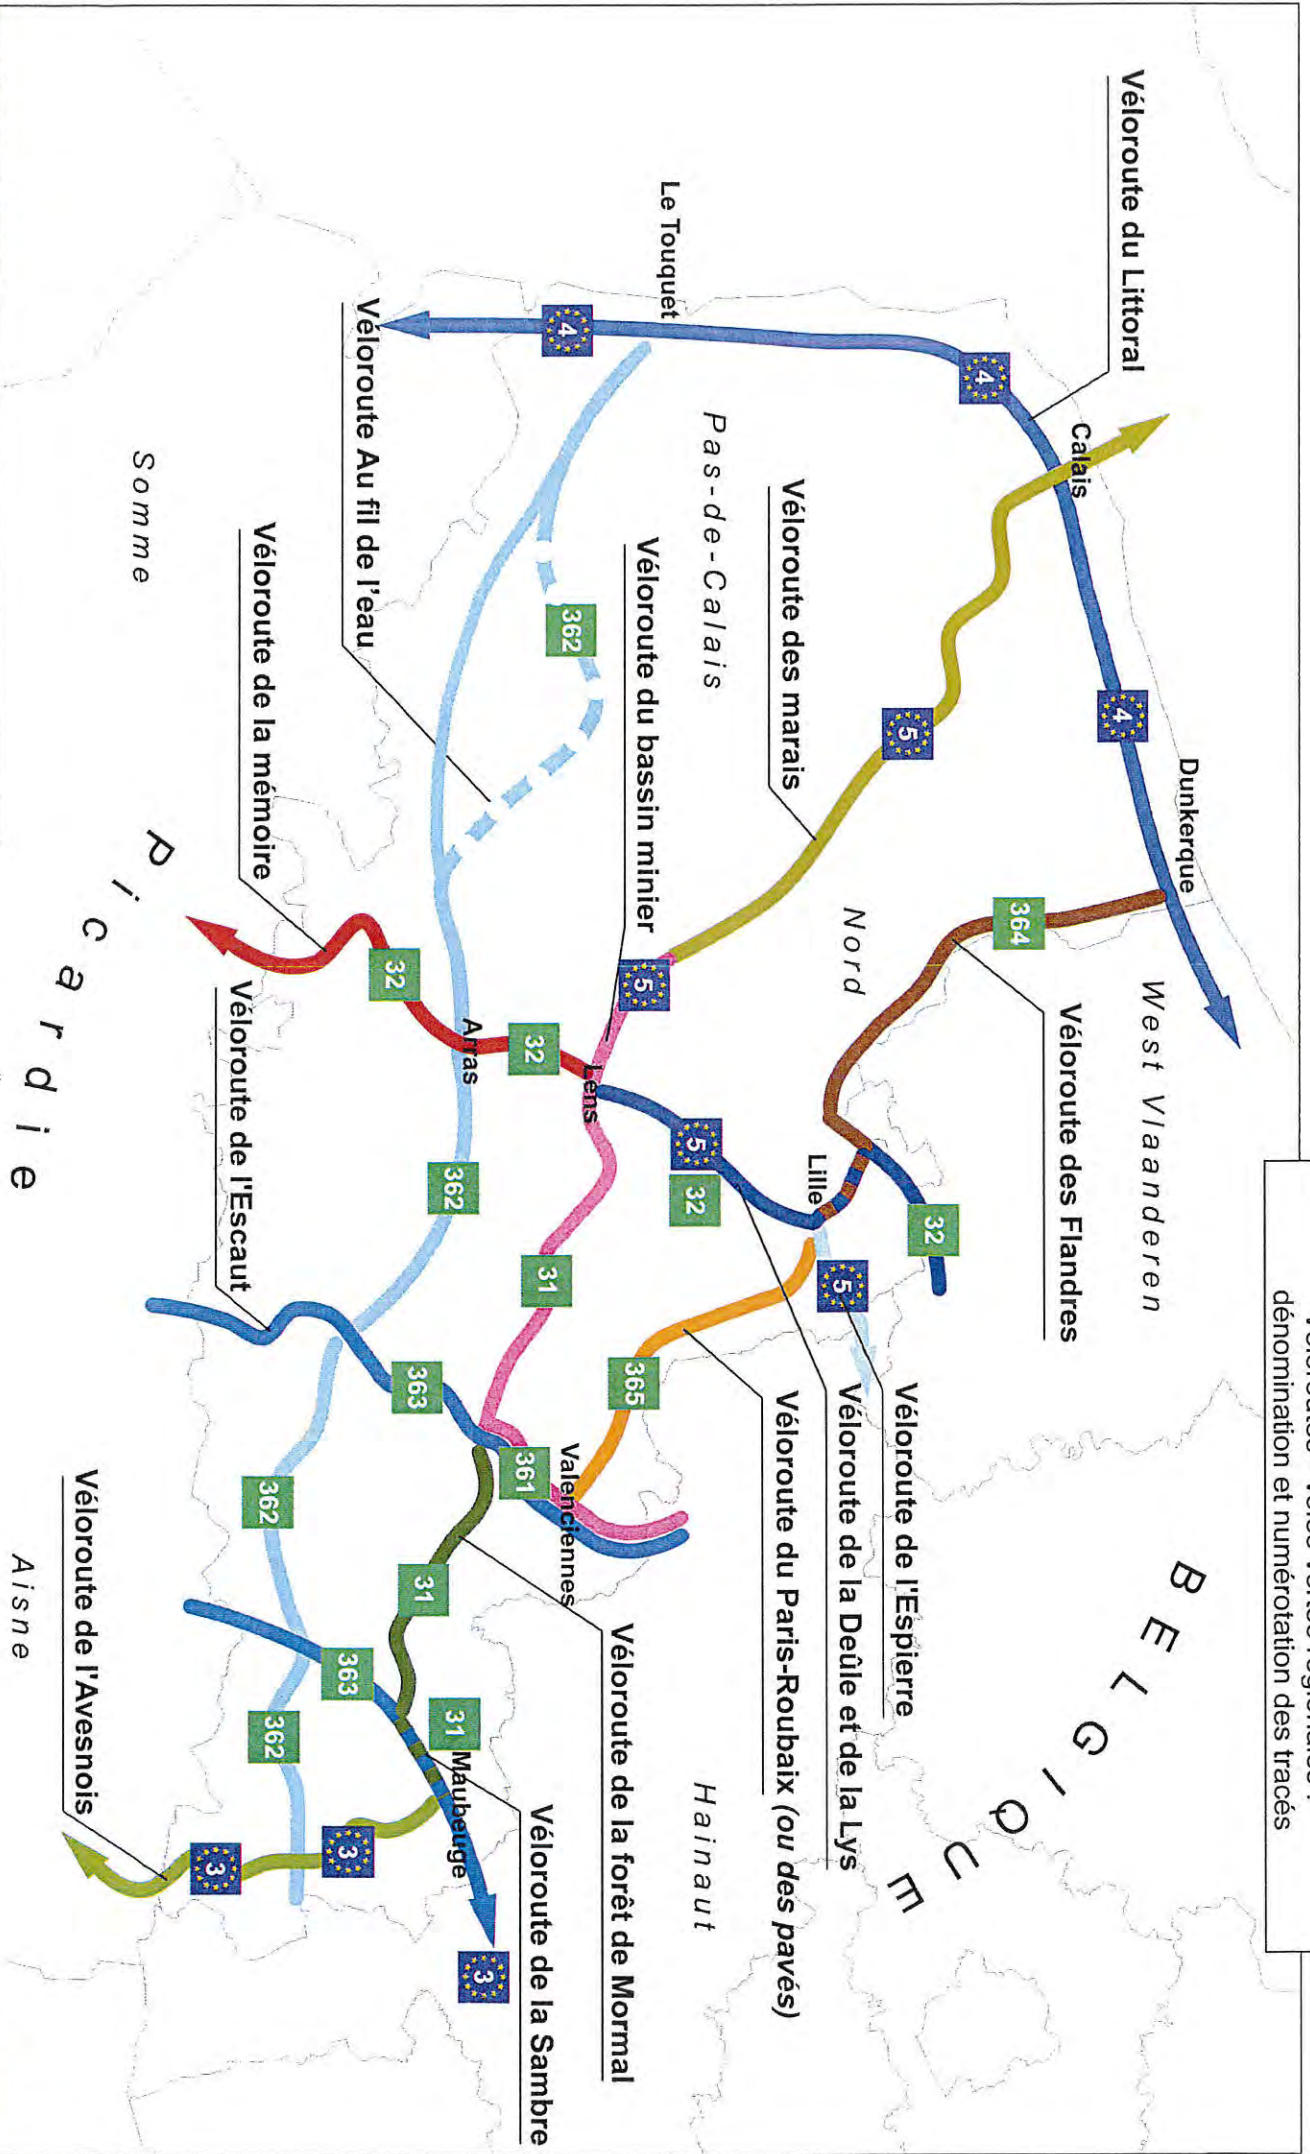 dénomination et numérotation des tracés
BELGIQUE
Dunkerque
West Vlaanderen
Véloroute du Littoral
4
Calais
Véloroute des Flandres
364
4
32
5
Véloroute de l'Espierre
Nord
Véloroute de la Deûle et de la Lys
Lille
5
Véloroute des marais
Véloroute du Paris-Roubaix (ou des pavés)
Pas-de-Calais
Hainaut
5
32
Le Touquet
Véloroute du bassin minier
5
365
Véloroute de la forêt de Mormal
Lens
4
362
Valenciennes
32
31
361
Véloroute de la Sambre
3
Arras
362
31
Maubeuge
363
31
32
Véloroute Au fil de l'eau
363
3
Véloroute de la mémoire
362
362
Véloroute de l'Escaut
3
Somme
Picardie
Véloroute de l'Avesnois
Aisne